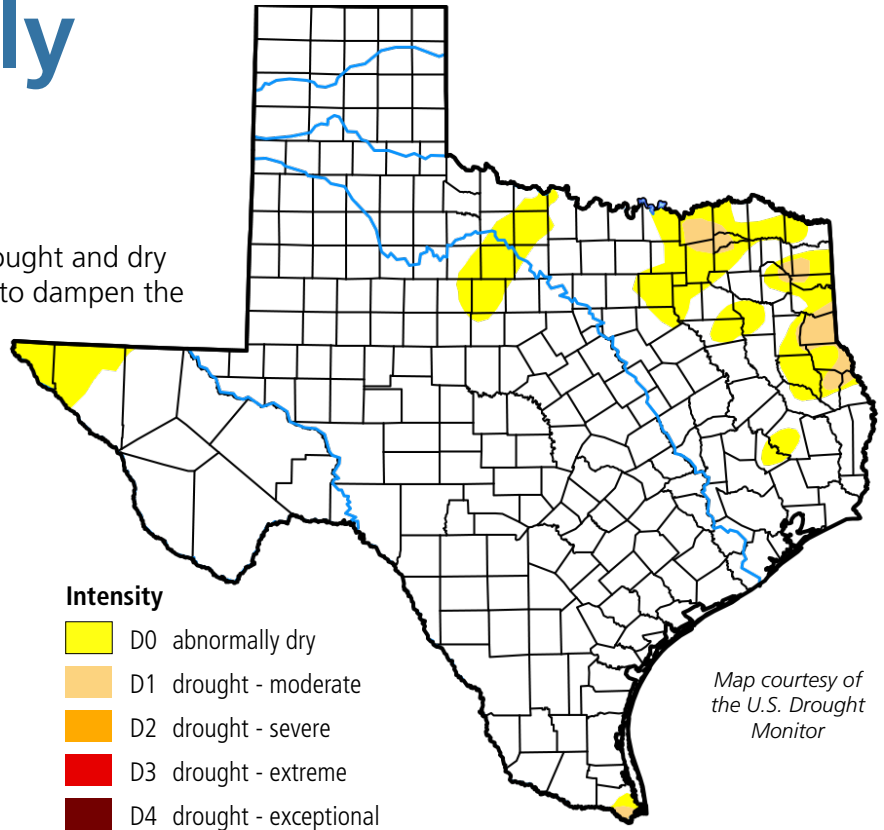 ly
ought and dry
to dampen the
Intensity
D0 abnormally dry
D1 drought - moderate
D2 drought - severe
D3 drought - extreme
D4 drought - exceptional
Map courtesy of
the U.S. Drought
Monitor